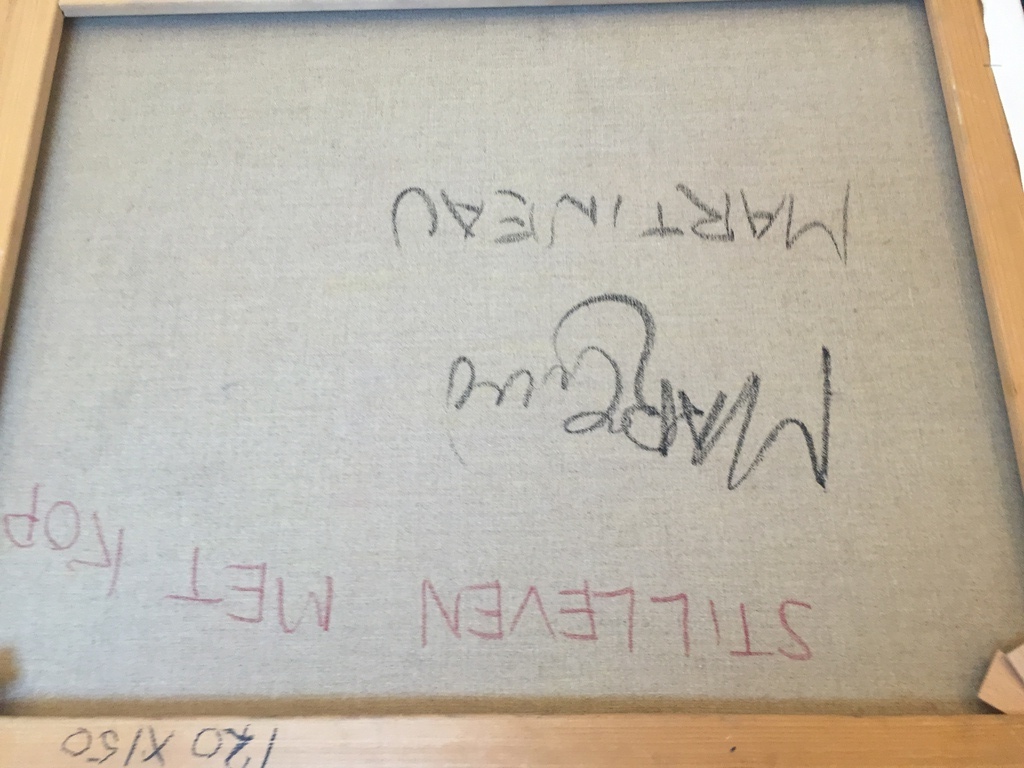 120 X150
STILLEVEN MET KOP
MARTINEAU